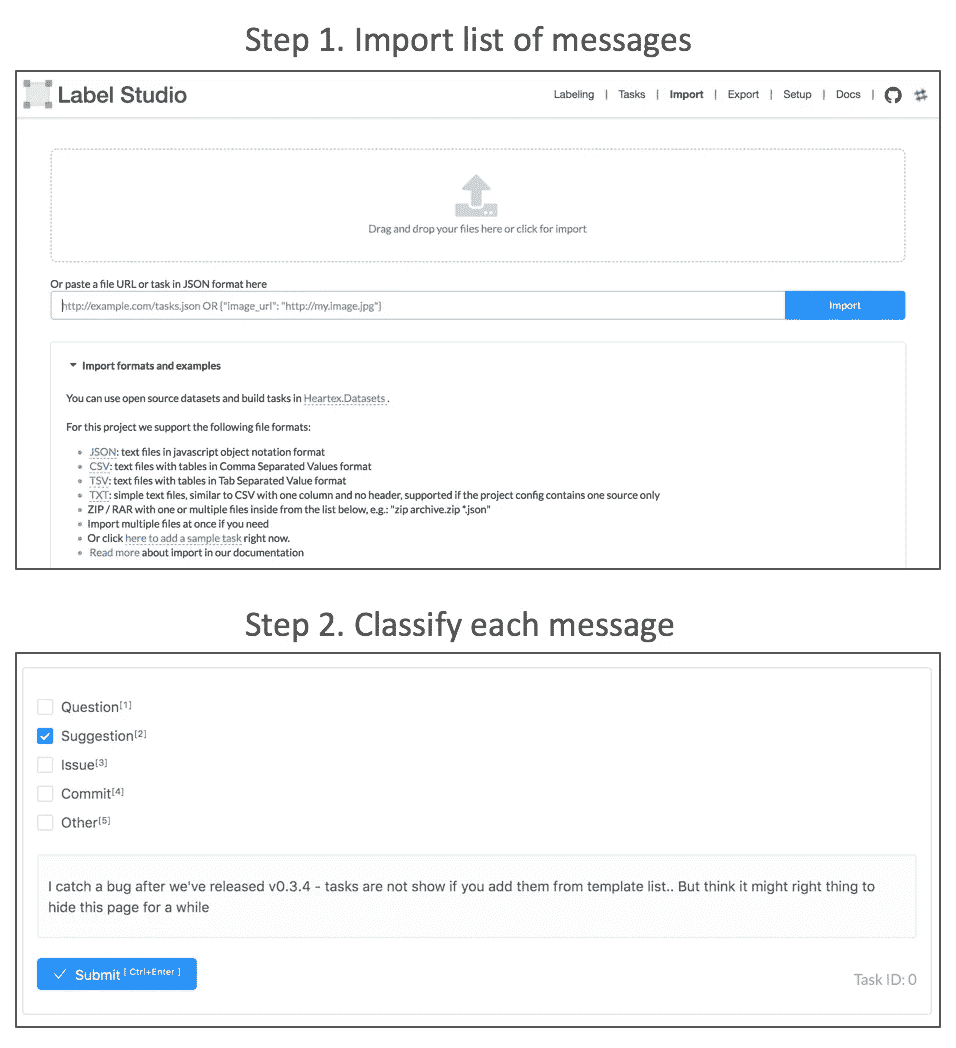 Step 1. Import list of messages
Label Studio
Labeling | Tasks | Import | Export | Setup | Docs |
Drag and drop your files here or click for import
Or paste a file URL or task in JSON format here
http://example.com/tasks.json OR {"image_url": "http://my.image.jpg"}
Import
Import formats and examples
You can use open source datasets and build tasks in Heartex.Datasets.
For this project we support the following file formats:
JSON: text files in javascript object notation format
CSV: text files with tables in Comma Separated Values format
TSV: text files with tables in Tab Separated Value format
TXT: simple text files, similar to CSV with one column and no header, supported if the project config contains one source only
ZIP / RAR with one or multiple files inside from the list below, e.g.: "zip archive.zip *.json"
Import multiple files at once if you need
Or click here to add a sample task right now.
Read more about import in our documentation
Step 2. Classify each message
Question[1]
Suggestion[2]
Issue[3]
Commit[4]
Other[5]
I catch a bug after we've released v0.3.4 - tasks are not show if you add them from template list.. But think it might right thing to
hide this page for a while
Submit [ Ctrl+Enter ]
Task ID: 0